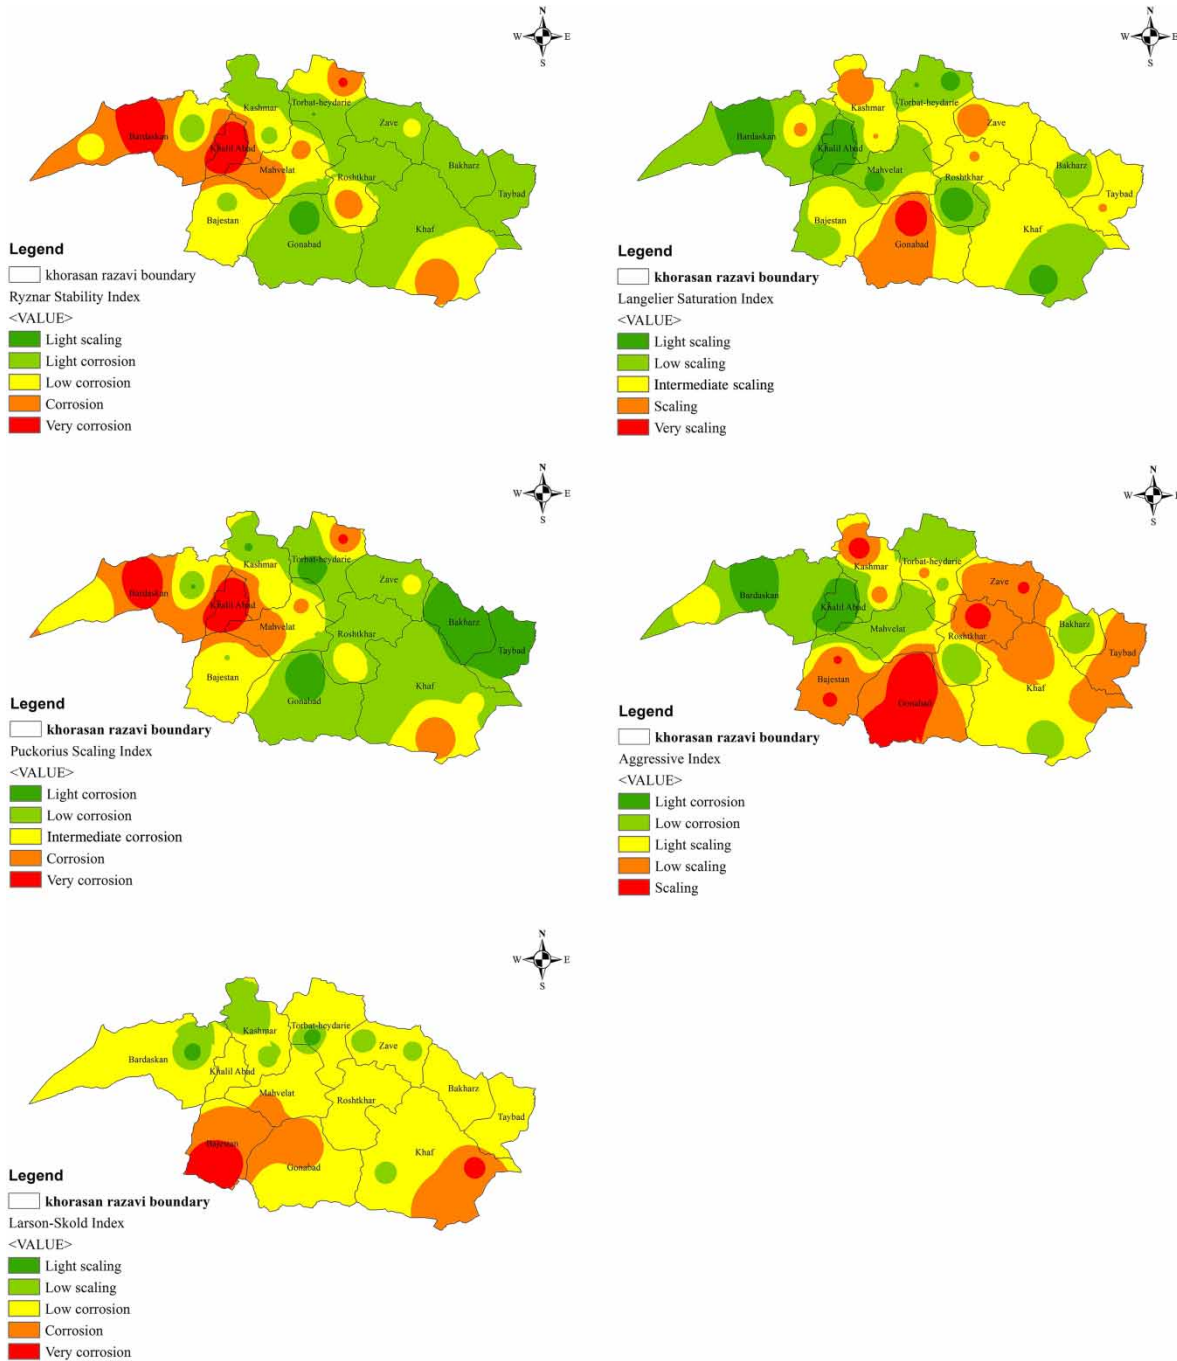 N
W E
S
Kashmar
Torbat-heydarie
Bardaskan
Zave
Khalil Abad
Mahvelat
Bakharz
Roshtkhar
Taybad
Bajestan
Khaf
Gonabad
Legend
khorasan razavi boundary
Ryznar Stability Index
<VALUE>
Light scaling
Light corrosion
Low corrosion
Corrosion
Very corrosion
N
W E
S
Kashmar
Torbat-heydarie
Bardaskan
Zave
Khalil Abad
Mahvelat
Bakharz
Roshtkhar
Taybad
Bajestan
Khaf
Gonabad
Legend
khorasan razavi boundary
Langelier Saturation Index
<VALUE>
Light scaling
Low scaling
Intermediate scaling
Scaling
Very scaling
N
W E
S
Kashmar
Torbat-heydarie
Bardaskan
Zave
Khalil Abad
Mahvelat
Bakharz
Roshtkhar
Taybad
Bajestan
Khaf
Gonabad
Legend
khorasan razavi boundary
Puckorius Scaling Index
<VALUE>
Light corrosion
Low corrosion
Intermediate corrosion
Corrosion
Very corrosion
N
W E
S
Kashmar
Torbat-heydarie
Bardaskan
Zave
Khalil Abad
Mahvelat
Bakharz
Roshtkhar
Taybad
Bajestan
Khaf
Gonabad
Legend
khorasan razavi boundary
Aggressive Index
<VALUE>
Light corrosion
Low corrosion
Light scaling
Low scaling
Scaling
N
W E
S
Kashmar
Torbat-heydarie
Bardaskan
Zave
Khalil Abad
Mahvelat
Bakharz
Roshtkhar
Taybad
Bajestan
Khaf
Gonabad
Legend
khorasan razavi boundary
Larson-Skold Index
<VALUE>
Light scaling
Low scaling
Low corrosion
Corrosion
Very corrosion